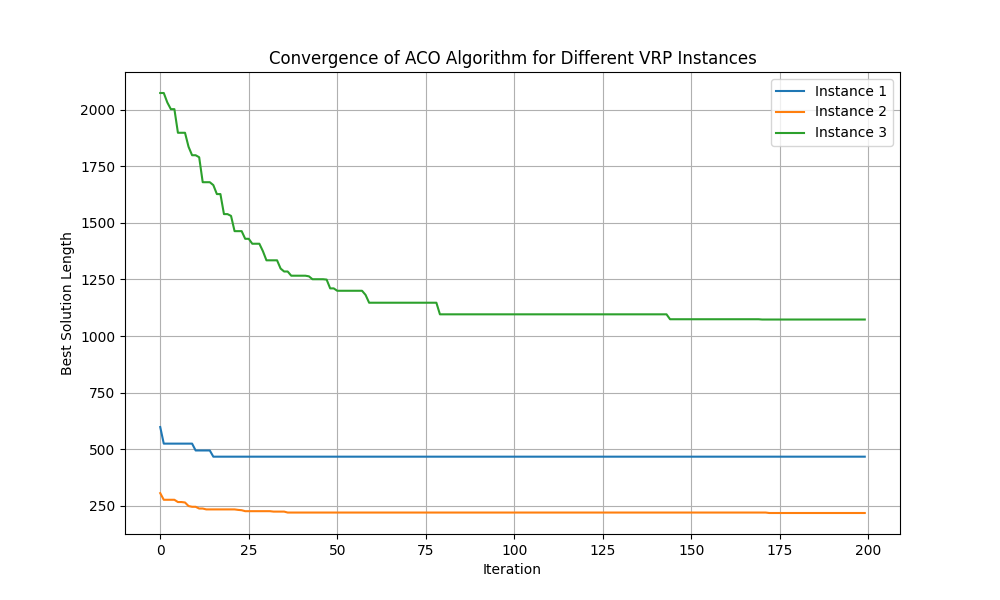 Convergence of ACO Algorithm for Different VRP Instances
Instance 1
Instance 2
Instance 3
Best Solution Length
2000
1750
1500
1250
1000
750
500
250
0 25 50 75 100 125 150 175 200
Iteration